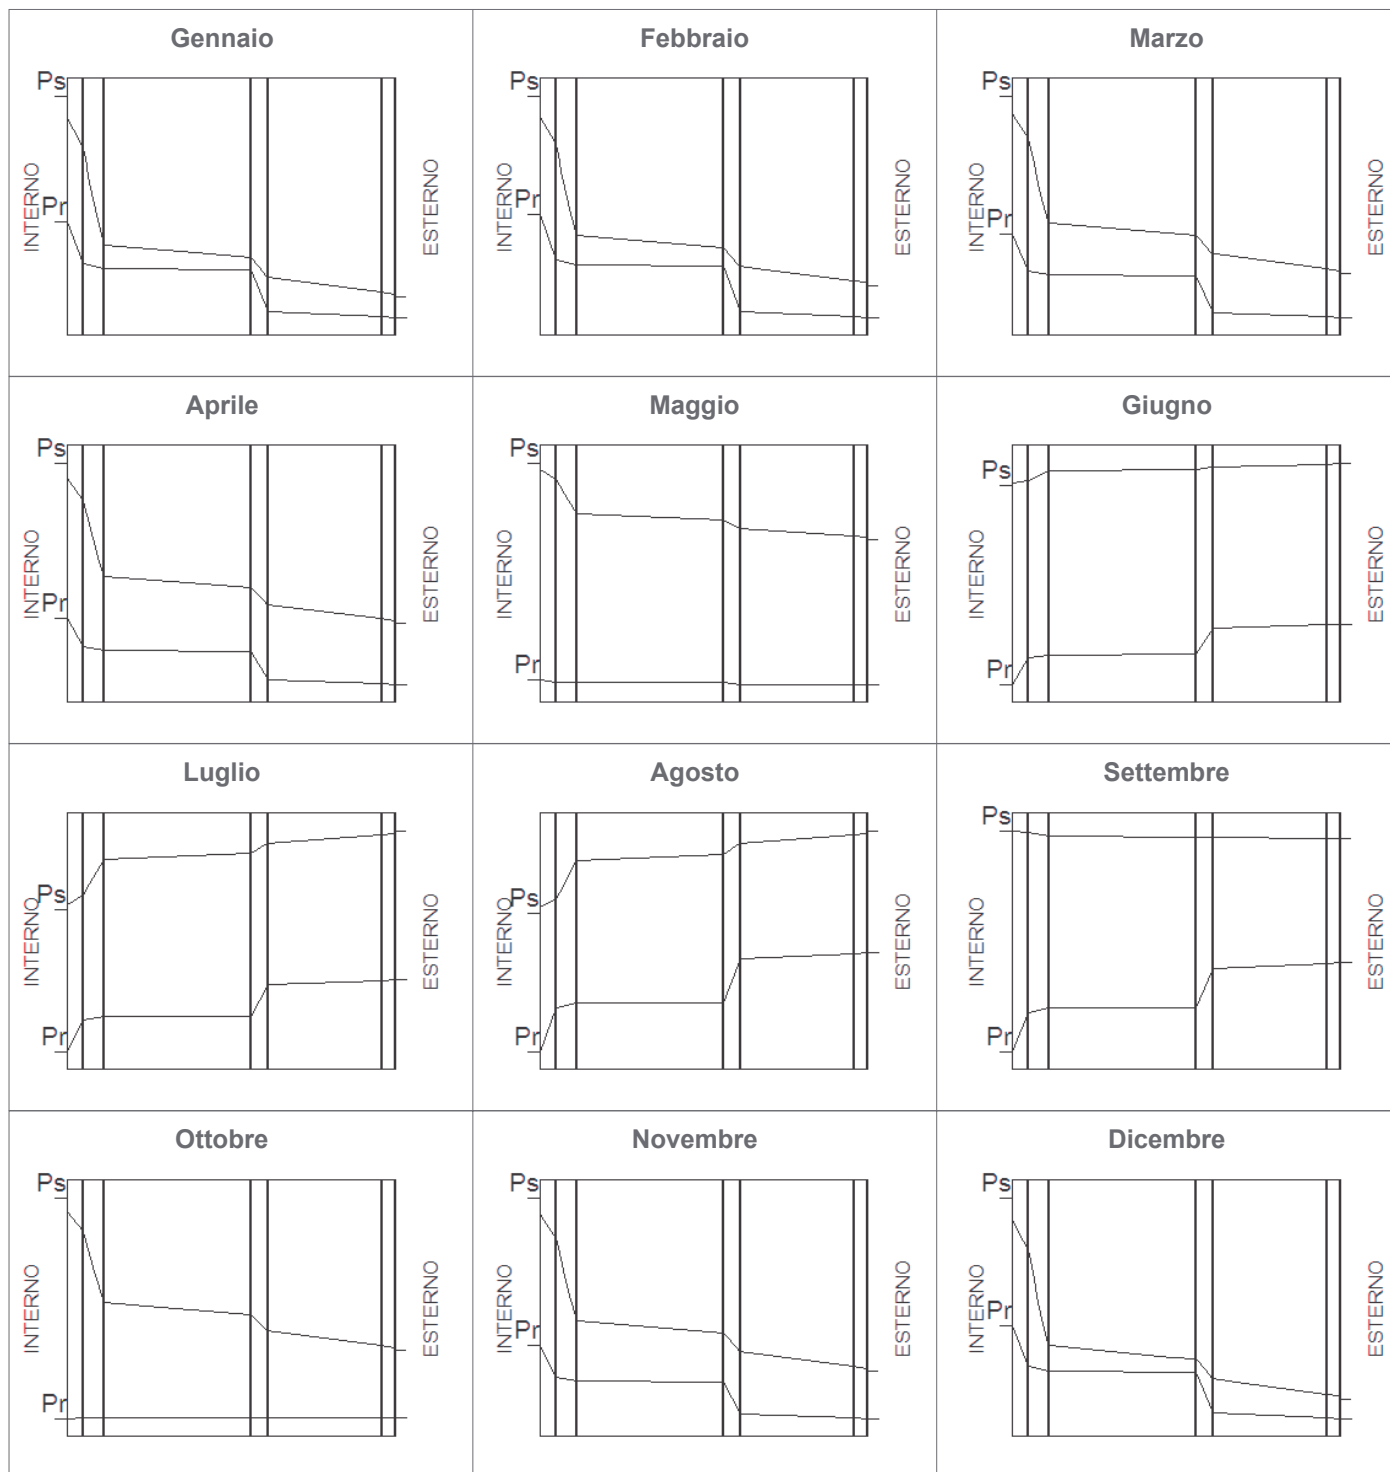 Gennaio
Ps
Pr
INTERNO
ESTERNO
Febbraio
Ps
Pr
INTERNO
ESTERNO
Marzo
Ps
Pr
INTERNO
ESTERNO
Aprile
Ps
Pr
INTERNO
ESTERNO
Maggio
Ps
Pr
INTERNO
ESTERNO
Giugno
Ps
Pr
INTERNO
ESTERNO
Luglio
Ps
Pr
INTERNO
ESTERNO
Agosto
Ps
Pr
INTERNO
ESTERNO
Settembre
Ps
Pr
INTERNO
ESTERNO
Ottobre
Ps
Pr
INTERNO
ESTERNO
Novembre
Ps
Pr
INTERNO
ESTERNO
Dicembre
Ps
Pr
INTERNO
ESTERNO